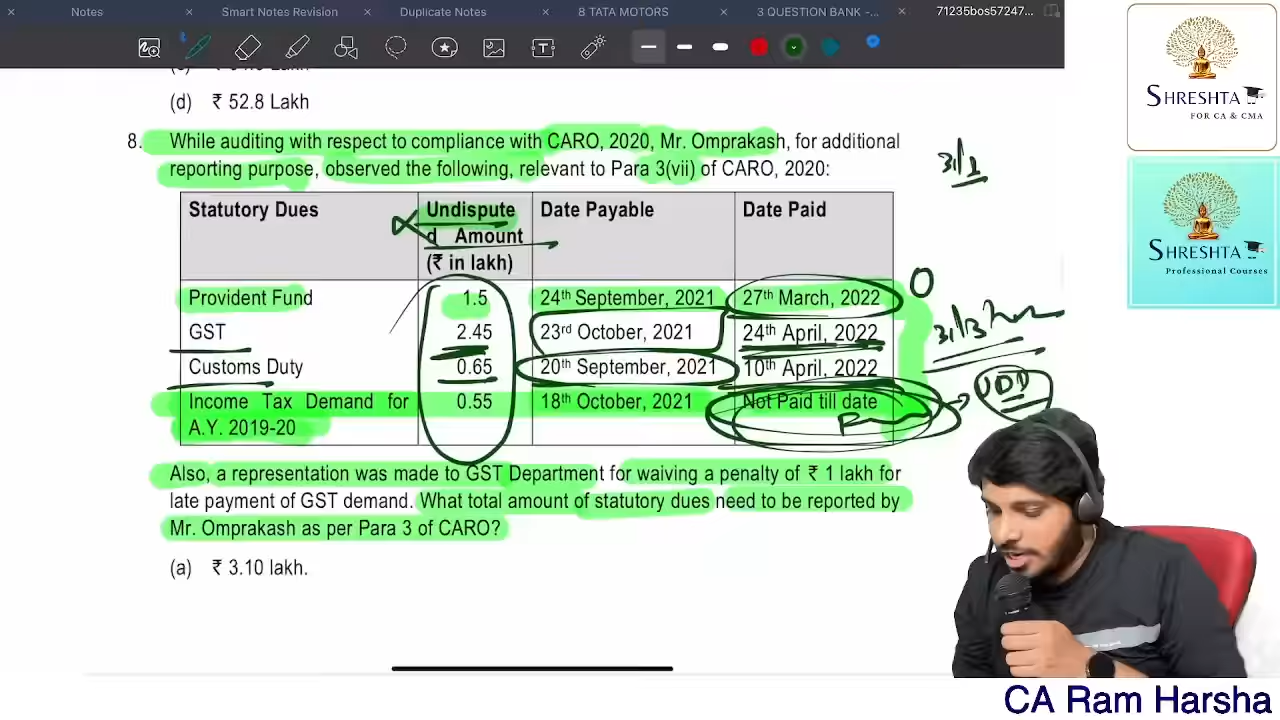 Notes
Smart Notes Revision
Duplicate Notes
8 TATA MOTORS
3 QUESTION BANK -...
71235bos57247...
(d) ₹ 52.8 Lakh
8. While auditing with respect to compliance with CARO, 2020, Mr. Omprakash, for additional
reporting purpose, observed the following, relevant to Para 3(vii) of CARO, 2020:
Statutory Dues Undispute Date Payable Date Paid
d Amount
(₹ in lakh)
Provident Fund 1.5 24th September, 2021 27th March, 2022
GST 2.45 23rd October, 2021 24th April, 2022
Customs Duty 0.65 20th September, 2021 10th April, 2022
Income Tax Demand for 0.55 18th October, 2021 Not Paid till date
A.Y. 2019-20
Also, a representation was made to GST Department for waiving a penalty of ₹ 1 lakh for
late payment of GST demand. What total amount of statutory dues need to be reported by
Mr. Omprakash as per Para 3 of CARO?
(a) ₹ 3.10 lakh.
SHRESHTA
FOR CA & CMA
SHRESHTA
Professional Courses
CA Ram Harsha